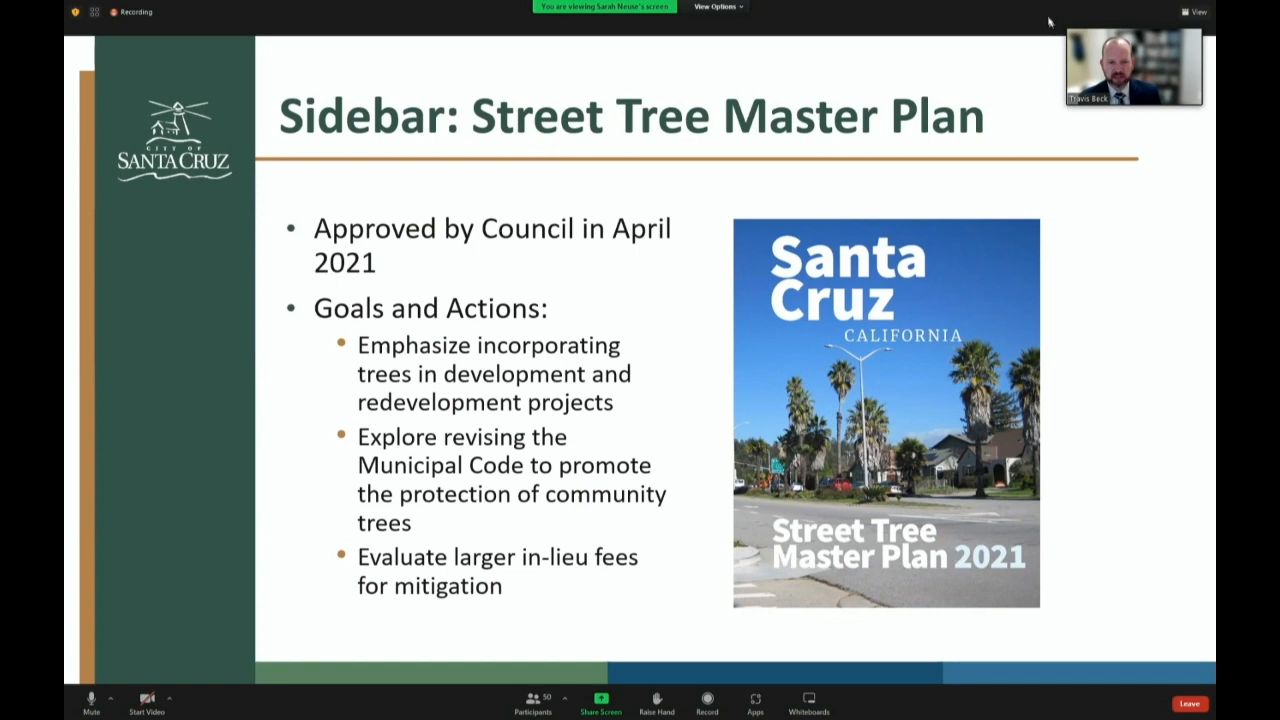 Recording
You are viewing Sarah Neuse's screen
View Options
View
Travis Beck
CITY OF
SANTA CRUZ
Sidebar: Street Tree Master Plan
• Approved by Council in April
2021
• Goals and Actions:
• Emphasize incorporating
trees in development and
redevelopment projects
• Explore revising the
Municipal Code to promote
the protection of community
trees
• Evaluate larger in-lieu fees
for mitigation
Santa
Cruz
CALIFORNIA
Street Tree
Master Plan 2021
Mute
Start Video
50
Participants
Share Screen
Raise Hand
Record
Apps
Whiteboards
Leave